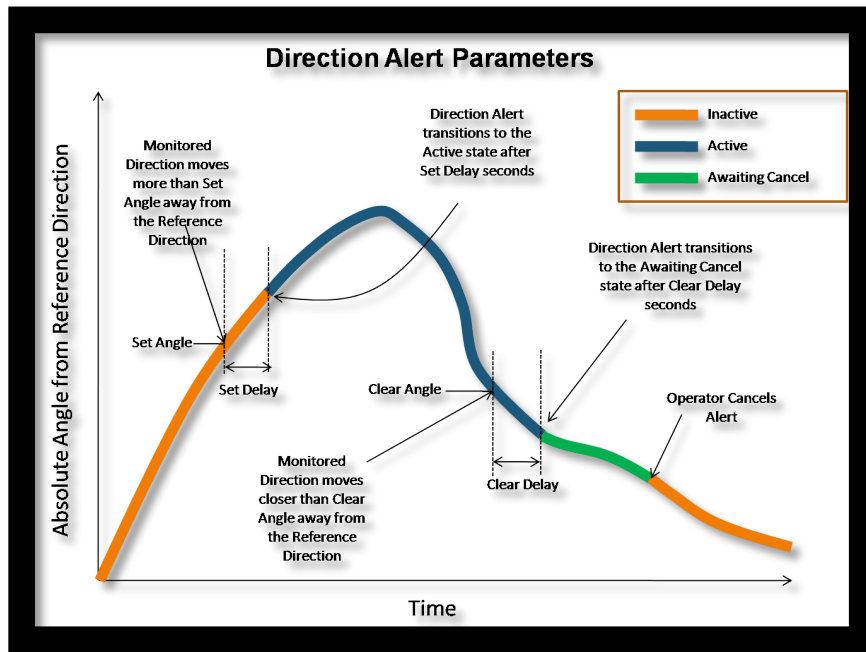 Direction Alert Parameters
Inactive
Active
Awaiting Cancel
Monitored
Direction moves
more than Set
Angle away from
the Reference
Direction
Direction Alert
transitions to the
Active state after
Set Delay seconds
Direction Alert transitions
to the Awaiting Cancel
state after Clear Delay
seconds
Set Angle
Set Delay
Clear Angle
Operator Cancels
Alert
Monitored
Direction moves
closer than Clear
Angle away from
the Reference
Direction
Clear Delay
Absolute Angle from Reference Direction
Time